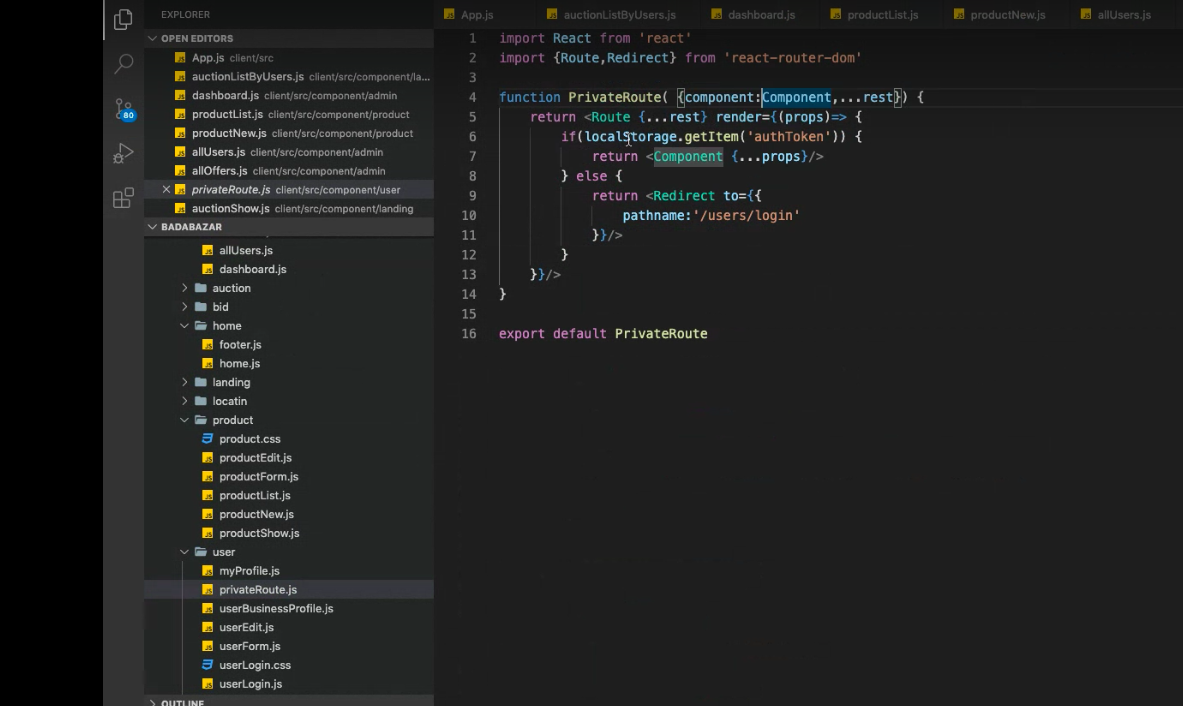 EXPLORER
OPEN EDITORS
App.js client/src
auctionListByUsers.js client/src/component/la...
dashboard.js client/src/component/admin
productList.js client/src/component/product
productNew.js client/src/component/product
allUsers.js client/src/component/admin
allOffers.js client/src/component/admin
privateRoute.js client/src/component/user
auctionShow.js client/src/component/landing
BADABAZAR
allUsers.js
dashboard.js
auction
bid
home
footer.js
home.js
landing
locatin
product
product.css
productEdit.js
productForm.js
productList.js
productNew.js
productShow.js
user
myProfile.js
privateRoute.js
userBusinessProfile.js
userEdit.js
userForm.js
userLogin.css
userLogin.js
OUTLINE
80
App.js auctionListByUsers.js dashboard.js productList.js productNew.js allUsers.js
1 import React from 'react'
2 import {Route,Redirect} from 'react-router-dom'
3
4 function PrivateRoute( {component:Component,...rest}) {
5 return <Route {...rest} render={(props)=> {
6 if(localStorage.getItem('authToken')) {
7 return <Component {...props}/>
8 } else {
9 return <Redirect to={{
10 pathname:'/users/login'
11 }}/>
12 }
13 }}/>
14 }
15
16 export default PrivateRoute